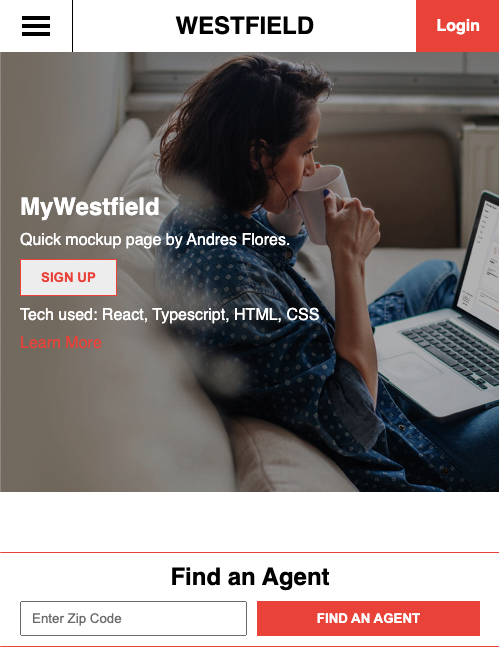 WESTFIELD
Login
MyWestfield
Quick mockup page by Andres Flores.
SIGN UP
Tech used: React, Typescript, HTML, CSS
Learn More
Find an Agent
Enter Zip Code
FIND AN AGENT